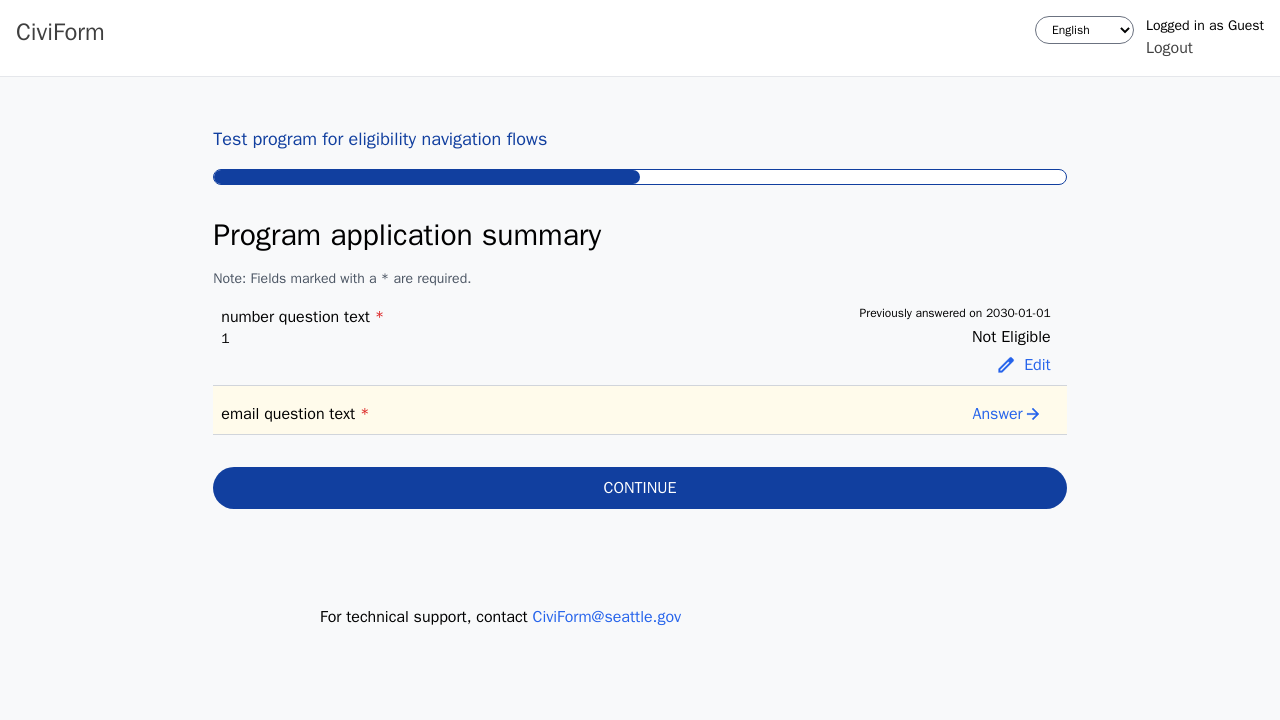 CiviForm
English
Logged in as Guest
Logout
Test program for eligibility navigation flows
Program application summary
Note: Fields marked with a * are required.
number question text *
1
Previously answered on 2030-01-01
Not Eligible
Edit
email question text *
Answer
CONTINUE
For technical support, contact CiviForm@seattle.gov